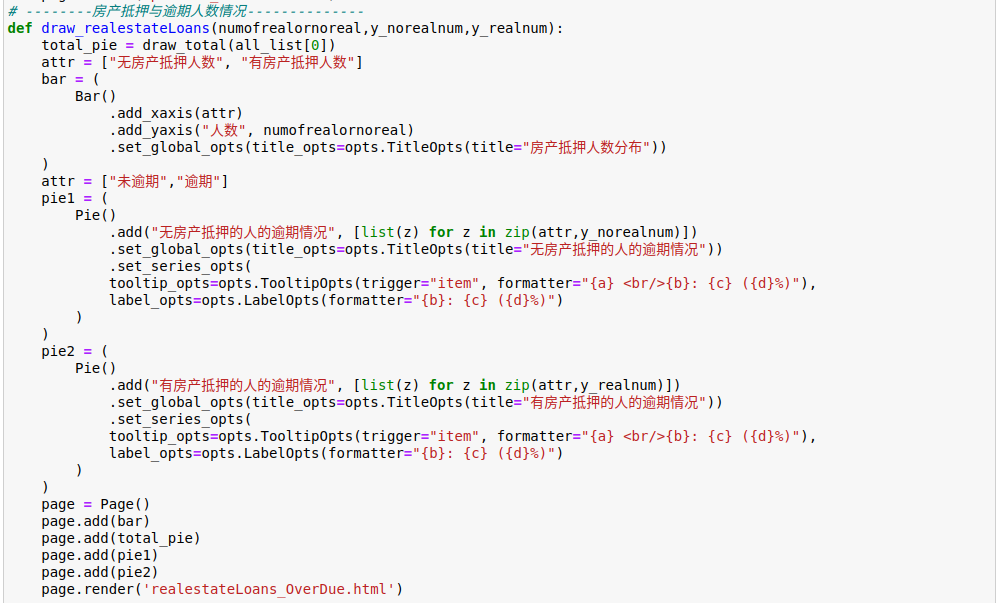 # --------房产抵押与逾期人数情况--------------
def draw_realestateLoans(numofrealornoreal,y_norealnum,y_realnum):
    total_pie = draw_total(all_list[0])
    attr = ["无房产抵押人数", "有房产抵押人数"]
    bar = (
        Bar()
            .add_xaxis(attr)
            .add_yaxis("人数", numofrealornoreal)
            .set_global_opts(title_opts=opts.TitleOpts(title="房产抵押人数分布"))
    )
    attr = ["未逾期","逾期"]
    pie1 = (
        Pie()
            .add("无房产抵押的人的逾期情况", [list(z) for z in zip(attr,y_norealnum)])
            .set_global_opts(title_opts=opts.TitleOpts(title="无房产抵押的人的逾期情况"))
            .set_series_opts(
            tooltip_opts=opts.TooltipOpts(trigger="item", formatter="{a} <br/>{b}: {c} ({d}%)"),
            label_opts=opts.LabelOpts(formatter="{b}: {c} ({d}%)")
        )
    )
    pie2 = (
        Pie()
            .add("有房产抵押的人的逾期情况", [list(z) for z in zip(attr,y_realnum)])
            .set_global_opts(title_opts=opts.TitleOpts(title="有房产抵押的人的逾期情况"))
            .set_series_opts(
            tooltip_opts=opts.TooltipOpts(trigger="item", formatter="{a} <br/>{b}: {c} ({d}%)"),
            label_opts=opts.LabelOpts(formatter="{b}: {c} ({d}%)")
        )
    )
    page = Page()
    page.add(bar)
    page.add(total_pie)
    page.add(pie1)
    page.add(pie2)
    page.render('realestateLoans_OverDue.html')